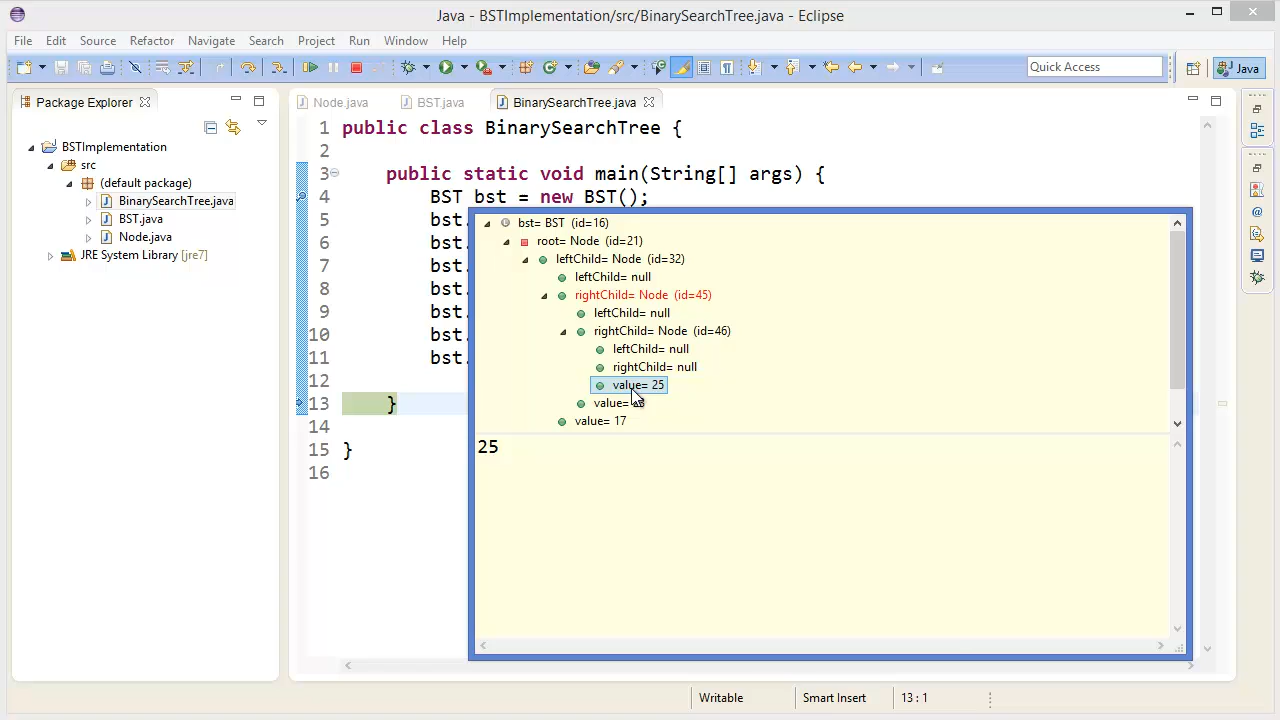 Java - BSTImplementation/src/BinarySearchTree.java - Eclipse
File Edit Source Refactor Navigate Search Project Run Window Help
Quick Access
Java
Package Explorer
Node.java
BST.java
BinarySearchTree.java
BSTImplementation
src
(default package)
BinarySearchTree.java
BST.java
Node.java
JRE System Library [jre7]
1 public class BinarySearchTree {
2
3 public static void main(String[] args) {
4 BST bst = new BST();
5 bst.
6 bst.
7 bst.
8 bst.
9 bst.
10 bst.
11 bst.
12
13 }
14
15 }
16
bst= BST (id=16)
root= Node (id=21)
leftChild= Node (id=32)
leftChild= null
rightChild= Node (id=45)
leftChild= null
rightChild= Node (id=46)
leftChild= null
rightChild= null
value= 25
value=
value= 17
25
Writable
Smart Insert
13 : 1